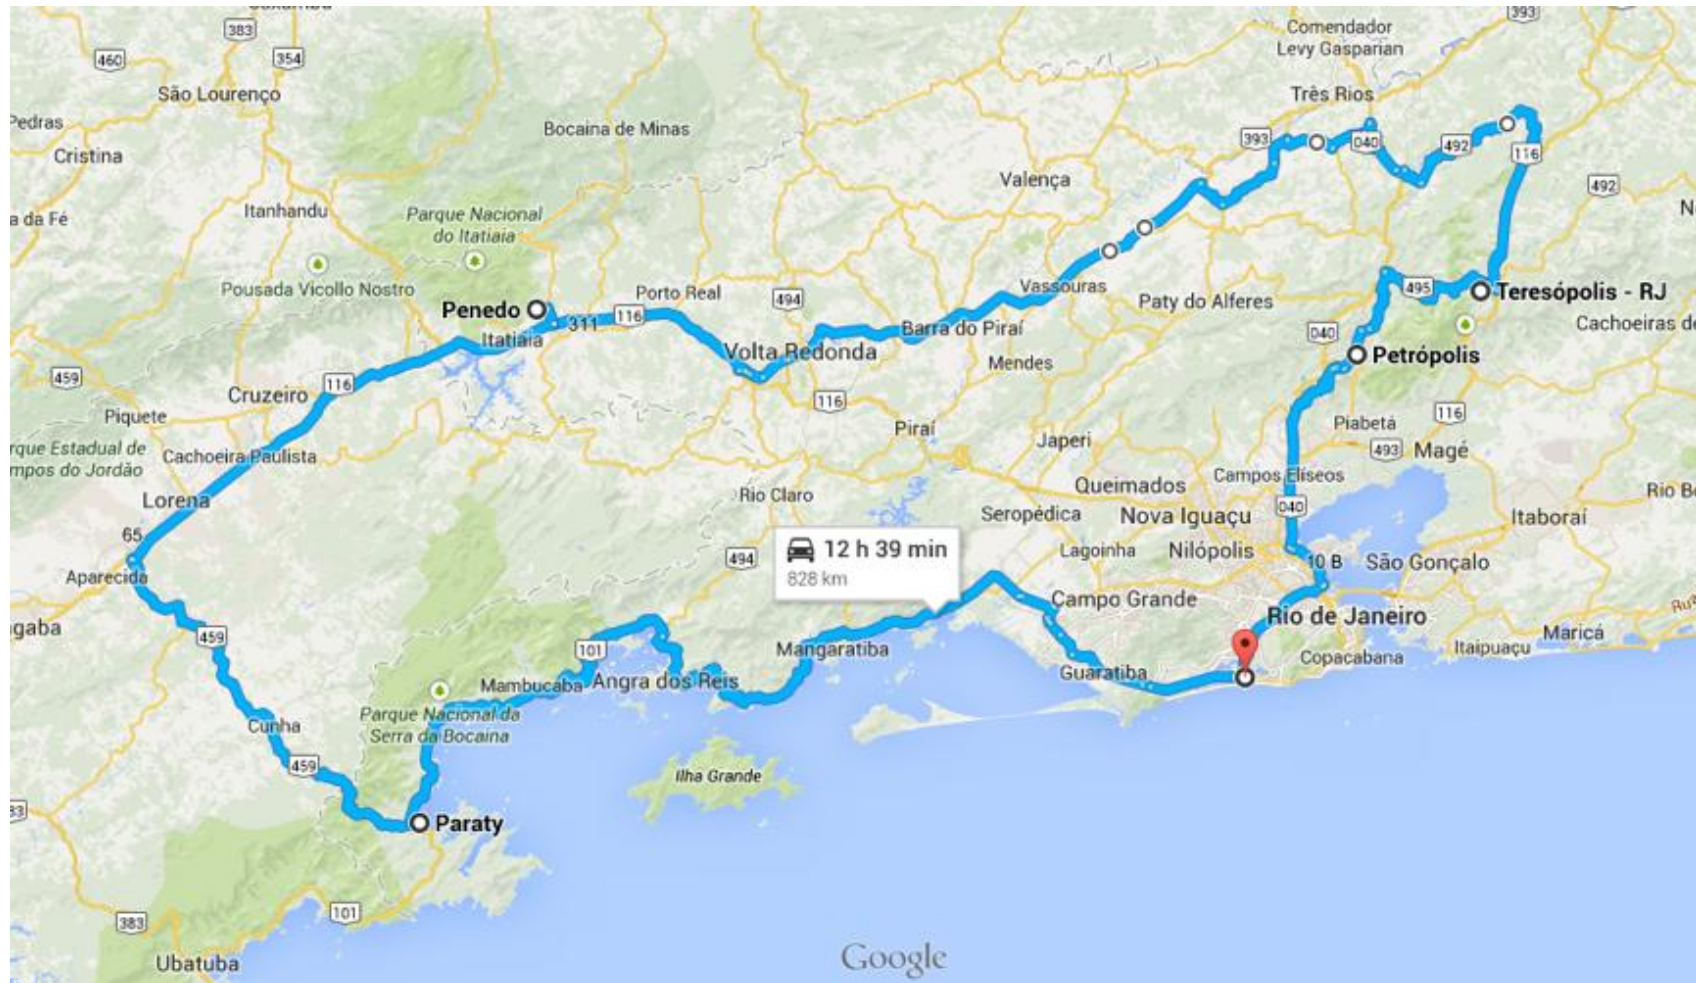 383
393
Comendador
Levy Gasparian
460
354
São Lourenço
Três Rios
Pedras
Bocaina de Minas
393
040
492
116
Cristina
Valença
492
a da Fé
Itanhandu
Parque Nacional
do Itatiaia
N
Pousada Vicollo Nostro
Porto Real
494
Vassouras
Paty do Alferes
495
Teresópolis - RJ
Penedo
311
116
Itatiaia
Barra do Piraí
040
Cachoeiras de
Volta Redonda
Mendes
Petrópolis
459
116
Cruzeiro
116
Piquete
Piraí
Piabetá
116
rque Estadual de
mpos do Jordão
Cachoeira Paulista
Japeri
493
Magé
Lorena
Rio Claro
Queimados
Campos Elíseos
Rio B
65
Seropédica
Nova Iguaçu
040
Itaboraí
494
12 h 39 min
828 km
Lagoinha
Nilópolis
10 B
São Gonçalo
Aparecida
Campo Grande
Rio de Janeiro
gaba
459
101
Mangaratiba
Copacabana
Itaipuaçu
Maricá
Mambucaba
Angra dos Reis
Guaratiba
Parque Nacional da
Serra da Bocaina
Cunha
459
Ilha Grande
Paraty
383
101
Ubatuba
Google